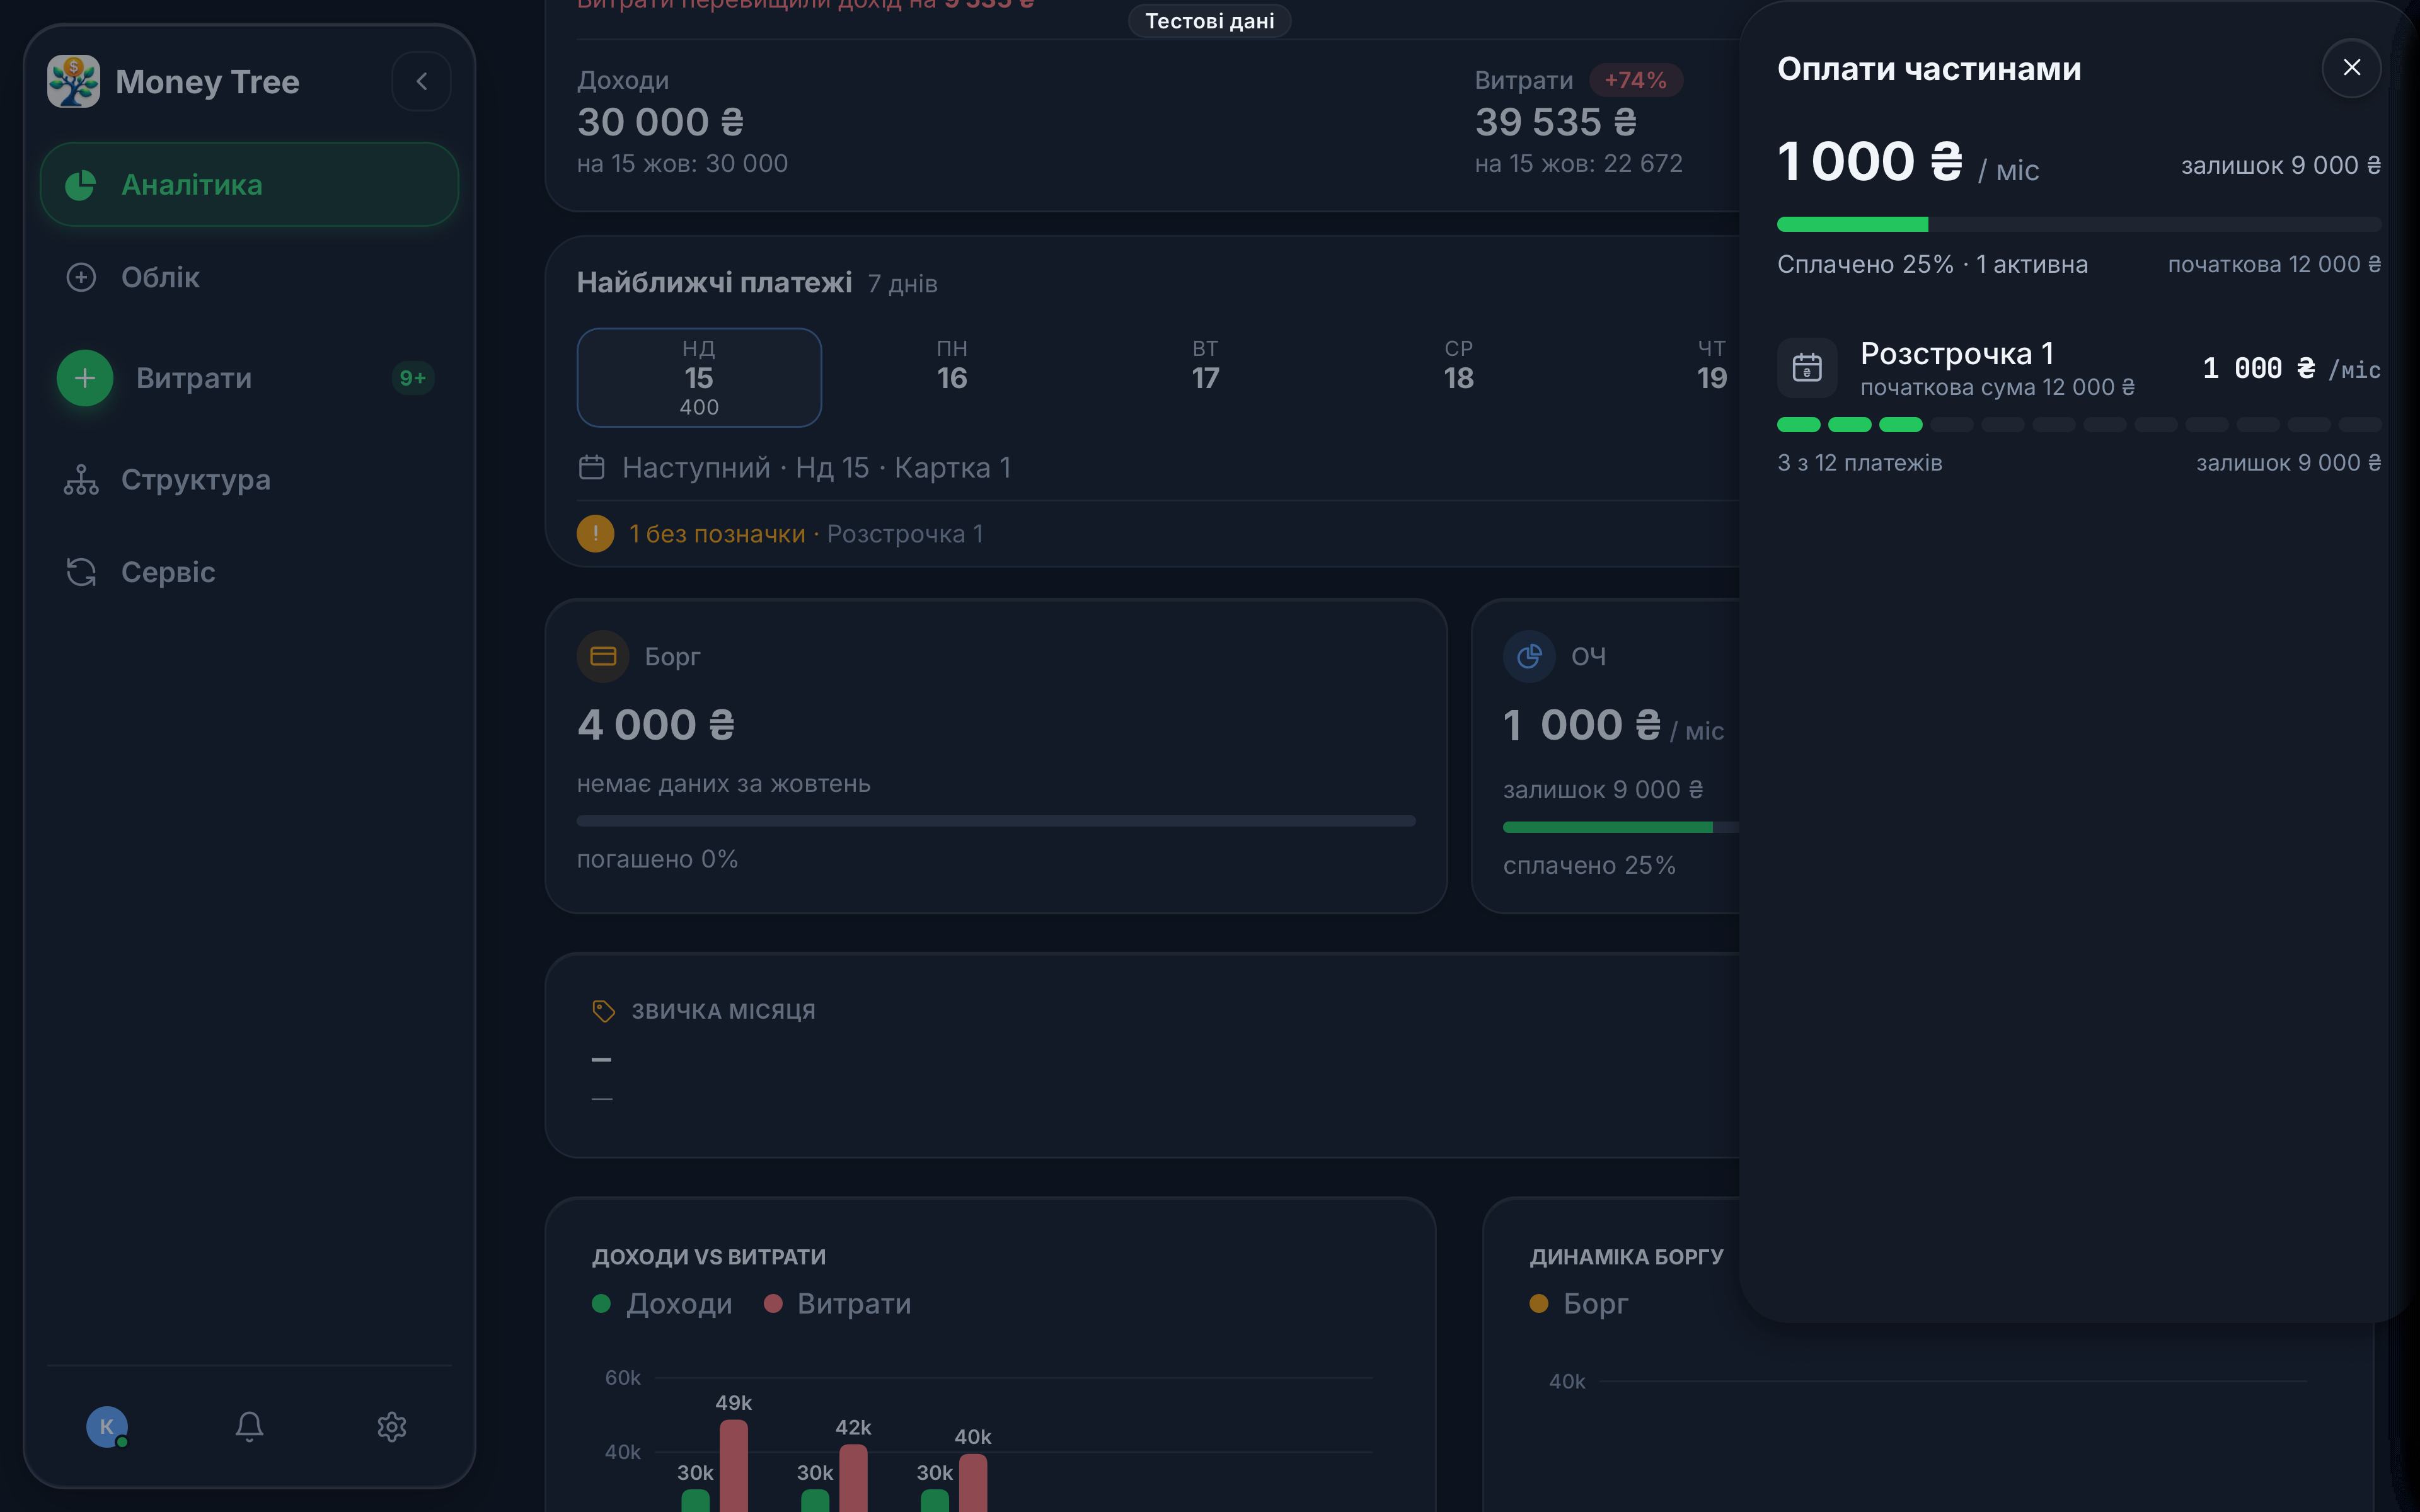 Money Tree
Аналітика
Облік
Витрати 9+
Структура
Сервіс
K
Витрати перевищили дохід на 9 535 ₴
Тестові дані
Доходи
30 000 ₴
на 15 жов: 30 000
Витрати +74%
39 535 ₴
на 15 жов: 22 672
Найближчі платежі 7 днів
НД
15
400
ПН
16
ВТ
17
СР
18
ЧТ
19
Наступний · Нд 15 · Картка 1
! 1 без позначки · Розстрочка 1
Борг
4 000 ₴
немає даних за жовтень
погашено 0%
ОЧ
1 000 ₴ / міс
залишок 9 000 ₴
сплачено 25%
ЗВИЧКА МІСЯЦЯ
—
—
ДОХОДИ VS ВИТРАТИ
Доходи Витрати
60k
40k
49k
42k
40k
30k
30k
30k
ДИНАМІКА БОРГУ
Борг
40k
Оплати частинами
1 000 ₴ / міс залишок 9 000 ₴
Сплачено 25% · 1 активна початкова 12 000 ₴
Розстрочка 1
початкова сума 12 000 ₴
1 000 ₴ /міс
3 з 12 платежів залишок 9 000 ₴